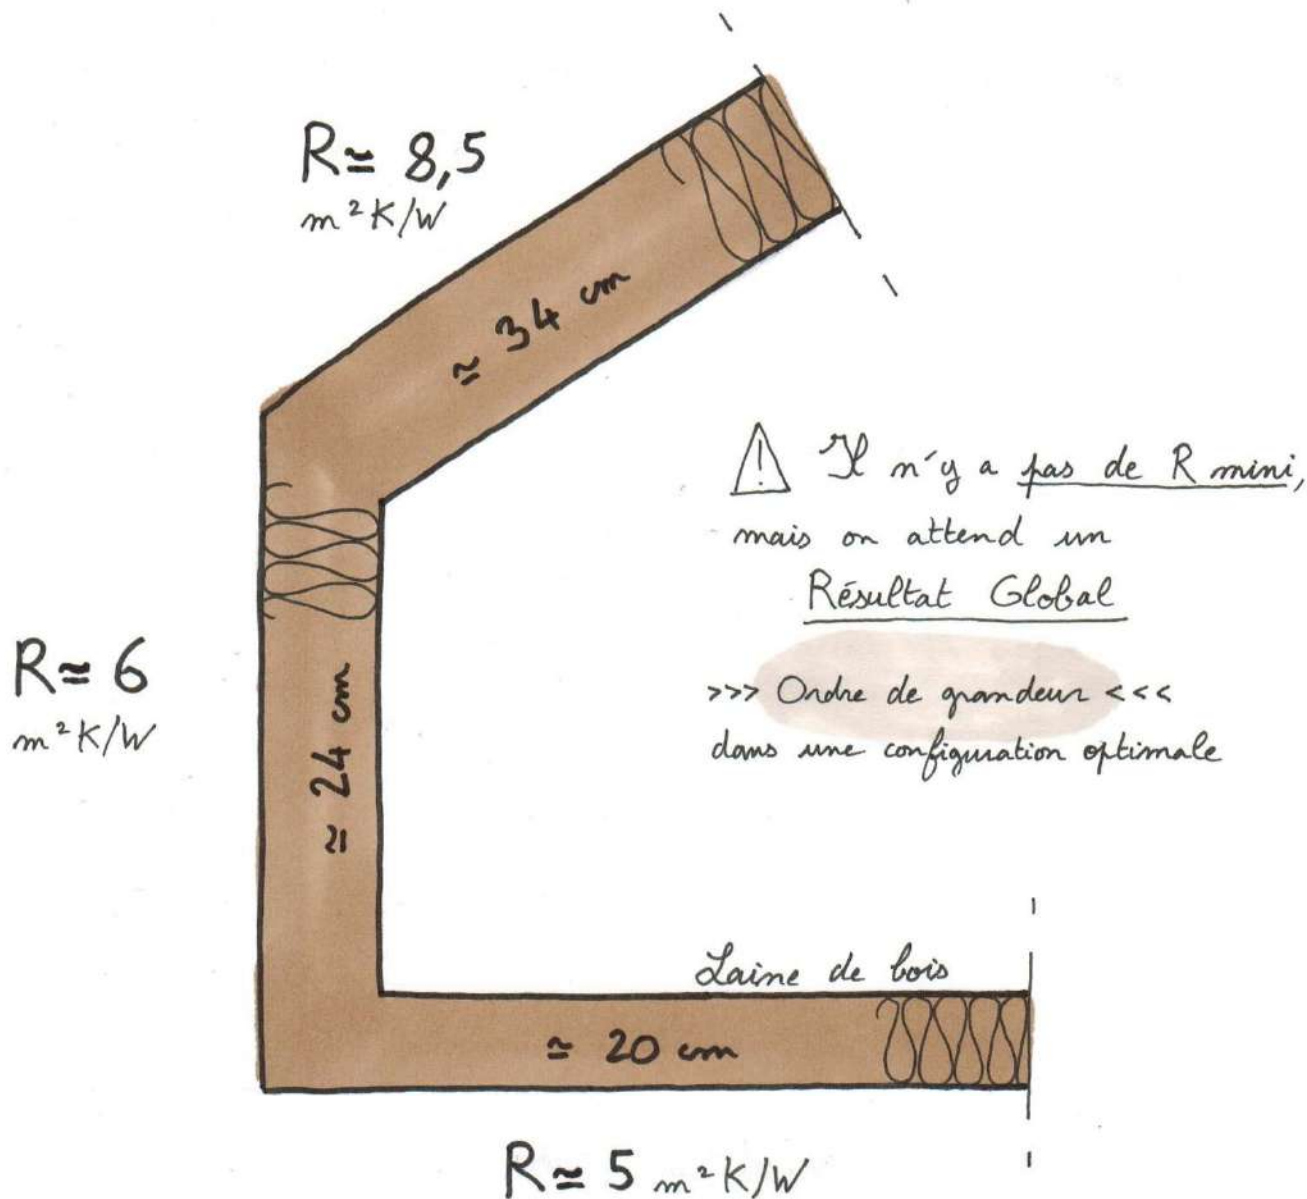 R ≃ 8,5
m²K/W
≃ 34 cm
⚠ Il n'y a pas de R mini,
mais on attend un
Résultat Global
>>> Ordre de grandeur <<<
dans une configuration optimale
R ≃ 6
m²K/W
≃ 24 cm
Laine de bois
≃ 20 cm
R ≃ 5 m²K/W